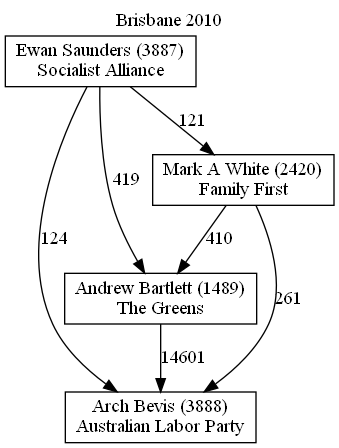 Brisbane 2010
Ewan Saunders (3887)
Socialist Alliance
121
Mark A White (2420)
Family First
419
124
410
261
Andrew Bartlett (1489)
The Greens
14601
Arch Bevis (3888)
Australian Labor Party